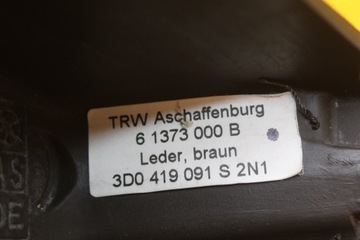 TRW Aschaffenburg
6 1373 000 B
Leder, braun
3D0 419 091 S 2N1